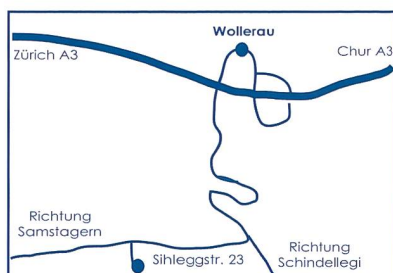 Wollerau
Zürich A3
Chur A3
Richtung
Samstagern
Sihleggstr. 23
Richtung
Schindellegi